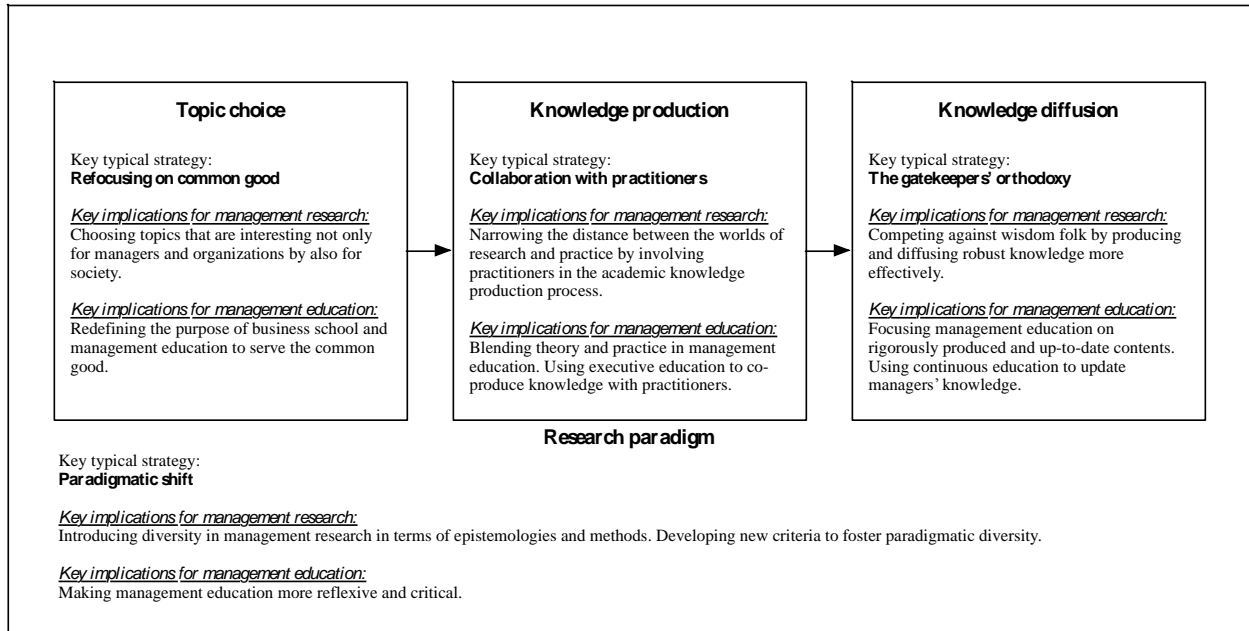 Topic choice
Key typical strategy:
Refocusing on common good
Key implications for management research:
Choosing topics that are interesting not only
for managers and organizations by also for
society.
Key implications for management education:
Redefining the purpose of business school and
management education to serve the common
good.
Knowledge production
Key typical strategy:
Collaboration with practitioners
Key implications for management research:
Narrowing the distance between the worlds of
research and practice by involving
practitioners in the academic knowledge
production process.
Key implications for management education:
Blending theory and practice in management
education. Using executive education to co-
produce knowledge with practitioners.
Knowledge diffusion
Key typical strategy:
The gatekeepers' orthodoxy
Key implications for management research:
Competing against wisdom folk by producing
and diffusing robust knowledge more
effectively.
Key implications for management education:
Focusing management education on
rigorously produced and up-to-date contents.
Using continuous education to update
managers' knowledge.
Research paradigm
Key typical strategy:
Paradigmatic shift
Key implications for management research:
Introducing diversity in management research in terms of epistemologies and methods. Developing new criteria to foster paradigmatic diversity.
Key implications for management education:
Making management education more reflexive and critical.